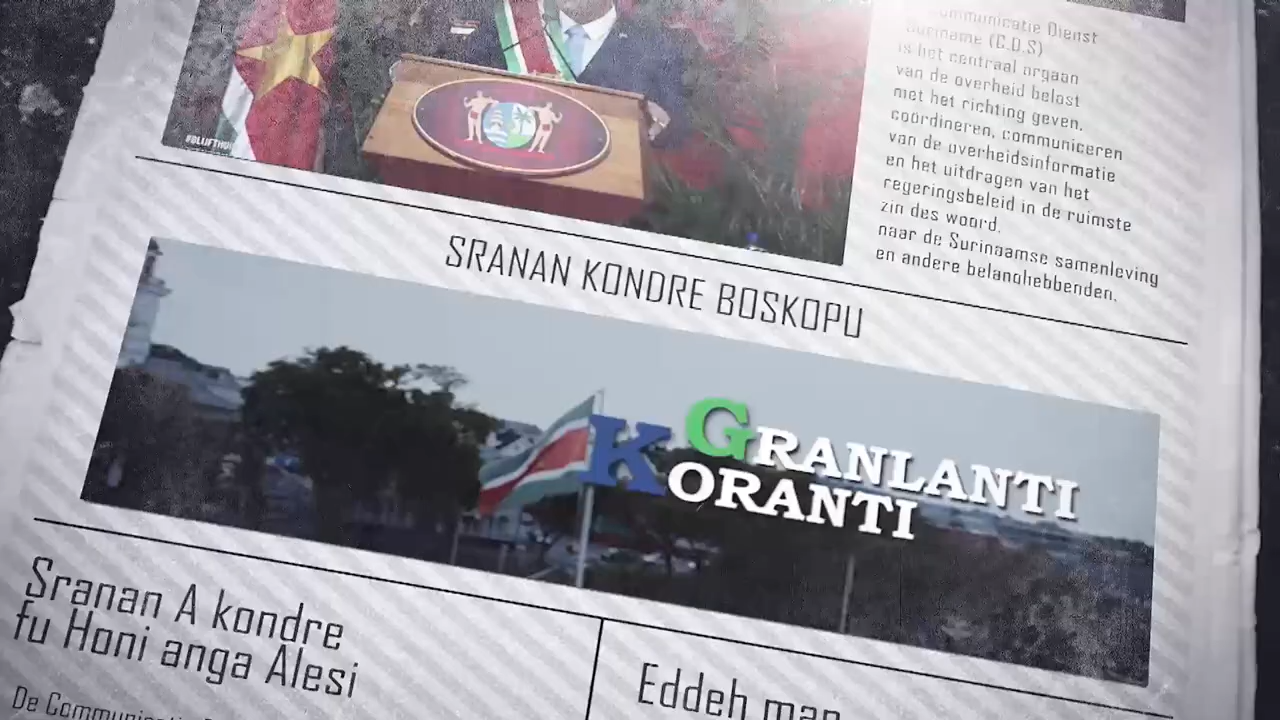 Communicatie Dienst
Suriname (C.D.S)
is het centraal orgaan
van de overheid belast
met het richting geven,
coördineren, communiceren
van de overheidsinformatie
en het uitdragen van het
regeringsbeleid in de ruimste
zin des woord.
naar de Surinaamse samenleving
en andere belanghebbenden.
SRANAN KONDRE BOSKOPU
GRANLANTI
KORANTI
Sranan A kondre
fu Honi anga Alesi
De
Eddeh man